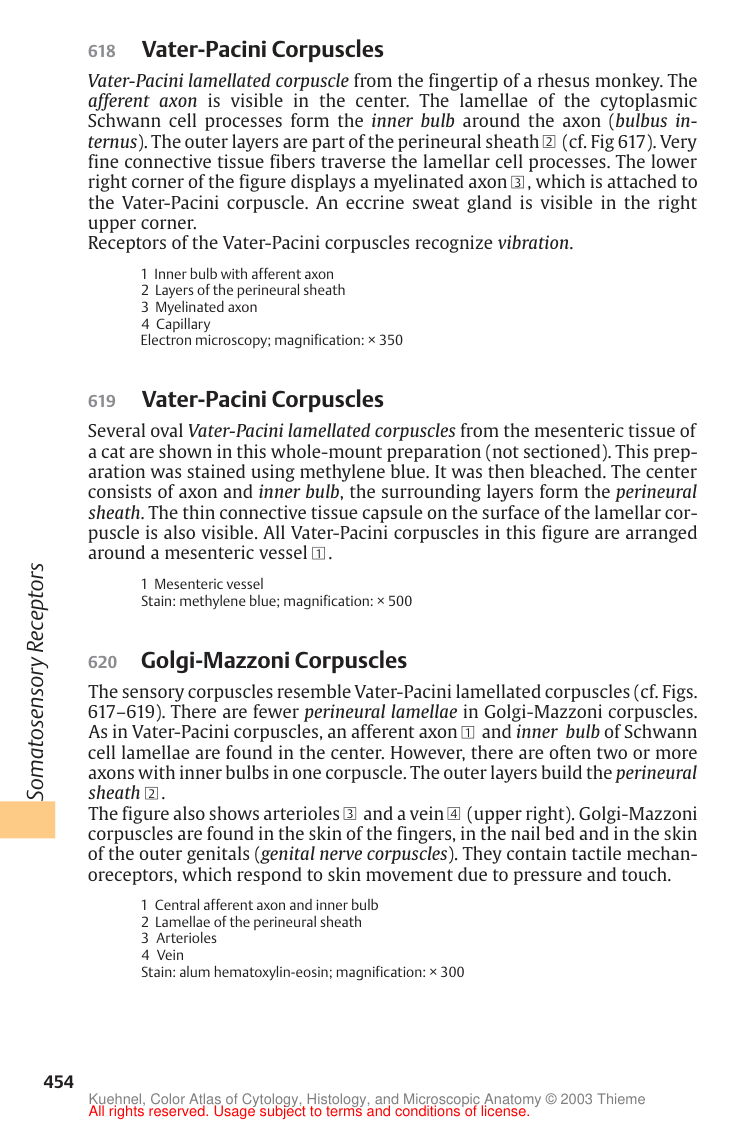 618 Vater-Pacini Corpuscles
Vater-Pacini lamellated corpuscle from the fingertip of a rhesus monkey. The
afferent axon is visible in the center. The lamellae of the cytoplasmic
Schwann cell processes form the inner bulb around the axon (bulbus in-
ternus). The outer layers are part of the perineural sheath 2 (cf. Fig 617). Very
fine connective tissue fibers traverse the lamellar cell processes. The lower
right corner of the figure displays a myelinated axon 3, which is attached to
the Vater-Pacini corpuscle. An eccrine sweat gland is visible in the right
upper corner.
Receptors of the Vater-Pacini corpuscles recognize vibration.
1 Inner bulb with afferent axon
2 Layers of the perineural sheath
3 Myelinated axon
4 Capillary
Electron microscopy; magnification: × 350
619 Vater-Pacini Corpuscles
Several oval Vater-Pacini lamellated corpuscles from the mesenteric tissue of
a cat are shown in this whole-mount preparation (not sectioned). This prep-
aration was stained using methylene blue. It was then bleached. The center
consists of axon and inner bulb, the surrounding layers form the perineural
sheath. The thin connective tissue capsule on the surface of the lamellar cor-
puscle is also visible. All Vater-Pacini corpuscles in this figure are arranged
around a mesenteric vessel 1.
1 Mesenteric vessel
Stain: methylene blue; magnification: × 500
620 Golgi-Mazzoni Corpuscles
The sensory corpuscles resemble Vater-Pacini lamellated corpuscles (cf. Figs.
617–619). There are fewer perineural lamellae in Golgi-Mazzoni corpuscles.
As in Vater-Pacini corpuscles, an afferent axon 1 and inner bulb of Schwann
cell lamellae are found in the center. However, there are often two or more
axons with inner bulbs in one corpuscle. The outer layers build the perineural
sheath 2.
The figure also shows arterioles 3 and a vein 4 (upper right). Golgi-Mazzoni
corpuscles are found in the skin of the fingers, in the nail bed and in the skin
of the outer genitals (genital nerve corpuscles). They contain tactile mechan-
oreceptors, which respond to skin movement due to pressure and touch.
1 Central afferent axon and inner bulb
2 Lamellae of the perineural sheath
3 Arterioles
4 Vein
Stain: alum hematoxylin-eosin; magnification: × 300
Somatosensory Receptors
454
Kuehnel, Color Atlas of Cytology, Histology, and Microscopic Anatomy © 2003 Thieme
All rights reserved. Usage subject to terms and conditions of license.